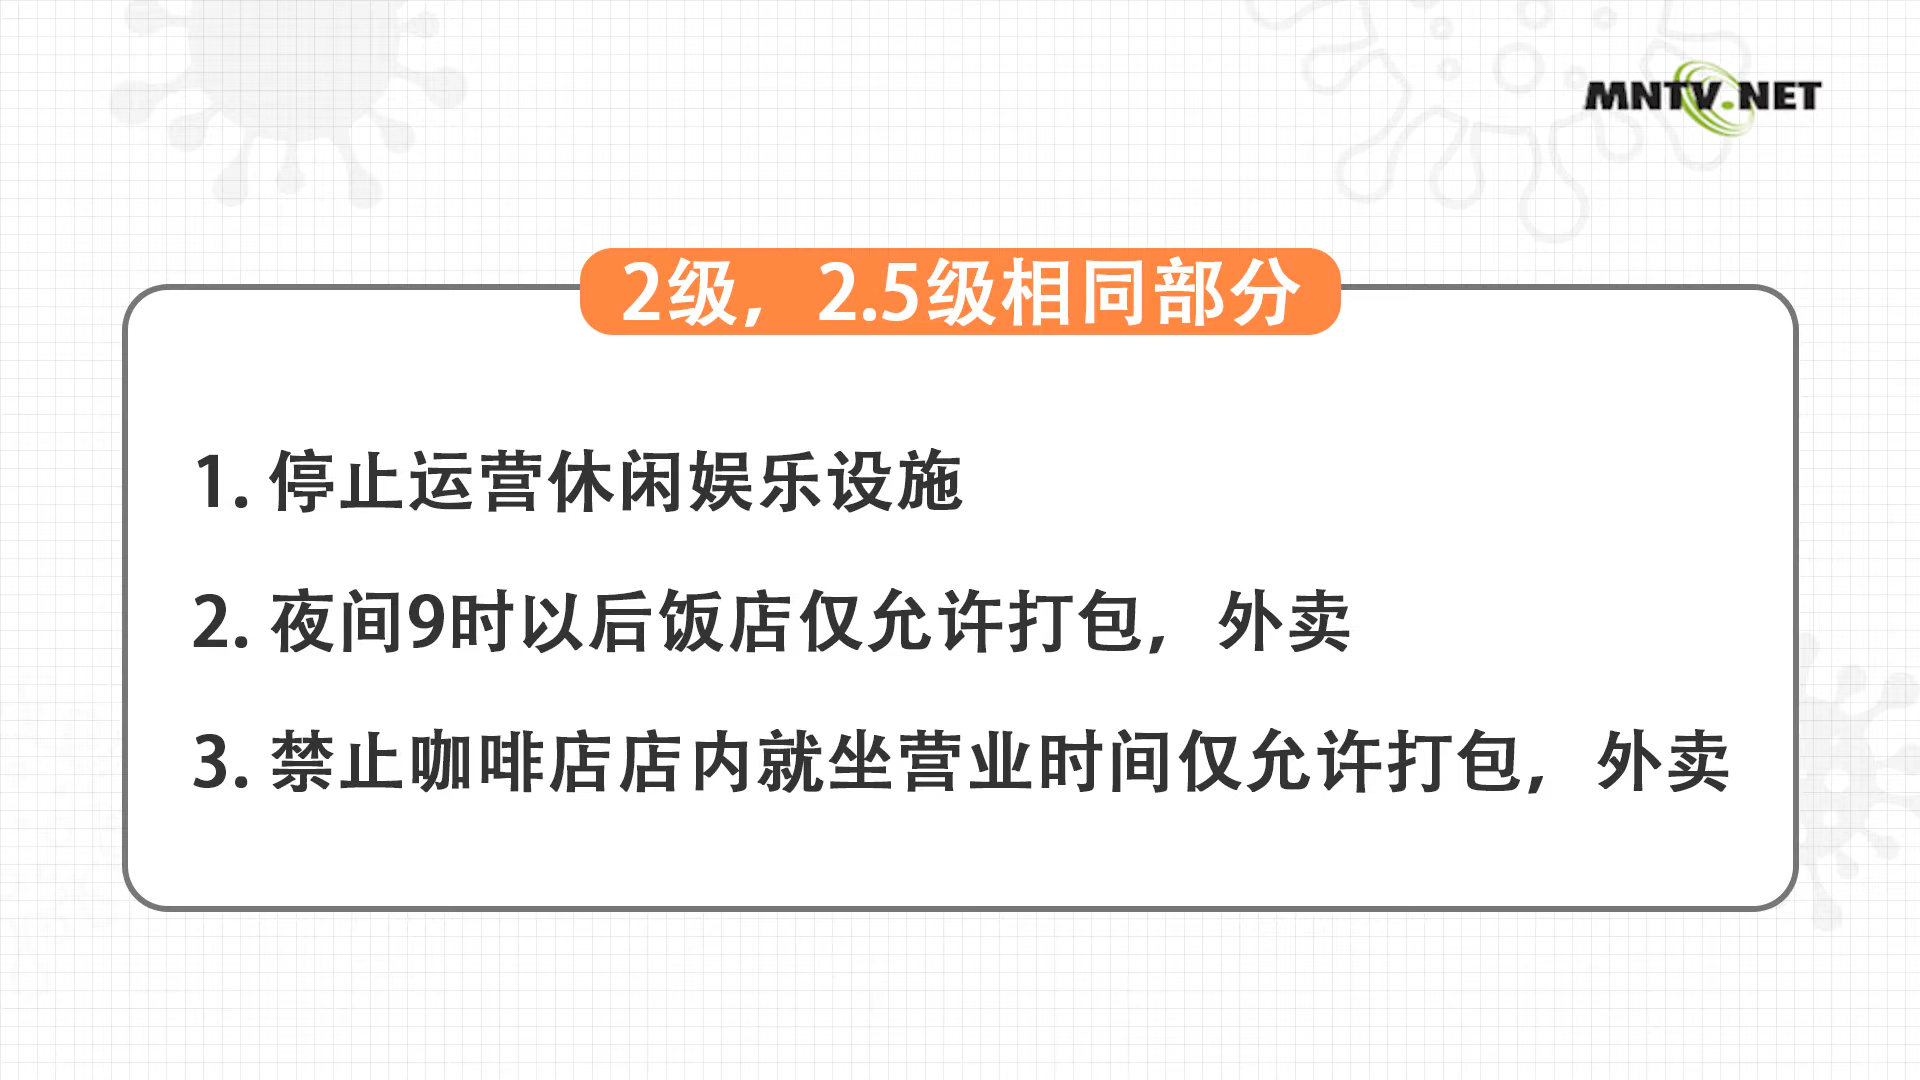 MNTV.NET
2级，2.5级相同部分
1. 停止运营休闲娱乐设施
2. 夜间9时以后饭店仅允许打包，外卖
3. 禁止咖啡店店内就坐营业时间仅允许打包，外卖